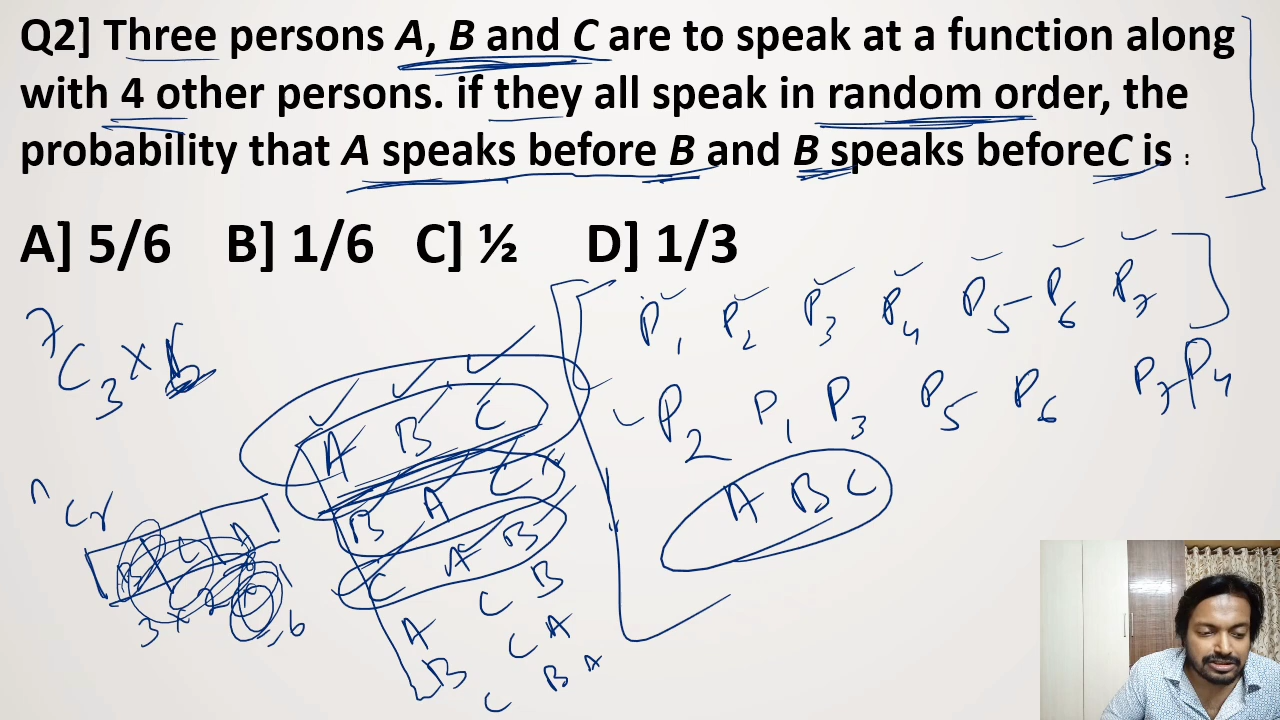 Q2] Three persons A, B and C are to speak at a function along
with 4 other persons. if they all speak in random order, the
probability that A speaks before B and B speaks beforeC is :
A] 5/6 B] 1/6 C] ½ D] 1/3
P1 P2 P3 P4 P5 P6 P7
7C3 × 6
P2 P1 P3 P5 P6 P7 P4
A B C
A B C
B A C
nCr
C A B
A C B
B C A
C B A